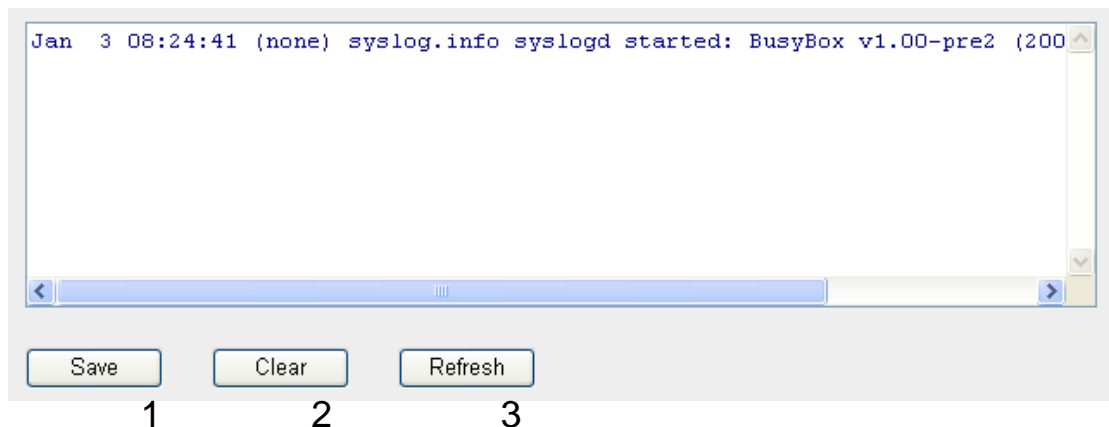 Jan  3 08:24:41 (none) syslog.info syslogd started: BusyBox v1.00-pre2 (200
Save Clear Refresh
1 2 3